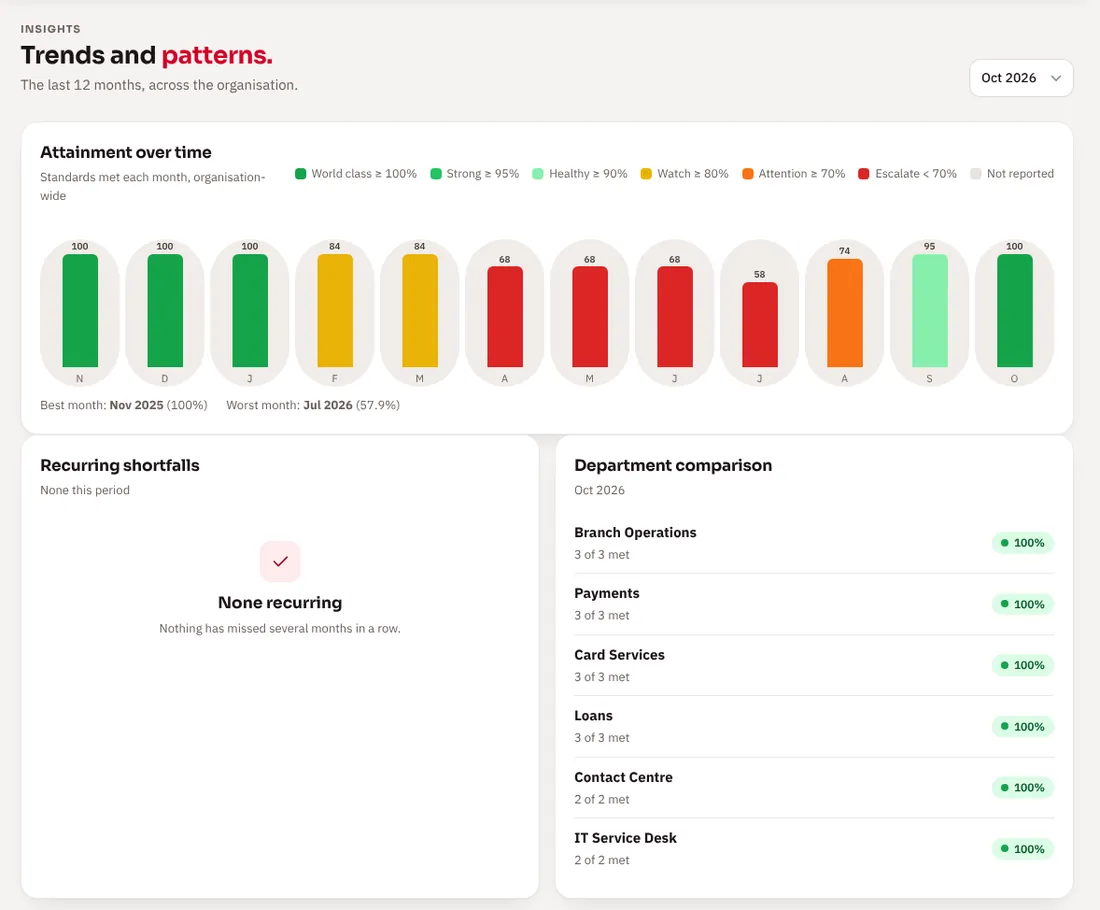 INSIGHTS
Trends and patterns.
The last 12 months, across the organisation.
Oct 2026
Attainment over time
Standards met each month, organisation-
wide
World class ≥ 100% Strong ≥ 95% Healthy ≥ 90% Watch ≥ 80% Attention ≥ 70% Escalate < 70% Not reported
100 100 100 84 84 68 68 68 58 74 95 100
N D J F M A M J J A S O
Best month: Nov 2025 (100%) Worst month: Jul 2026 (57.9%)
Recurring shortfalls
None this period
None recurring
Nothing has missed several months in a row.
Department comparison
Oct 2026
Branch Operations
3 of 3 met
100%
Payments
3 of 3 met
100%
Card Services
3 of 3 met
100%
Loans
3 of 3 met
100%
Contact Centre
2 of 2 met
100%
IT Service Desk
2 of 2 met
100%